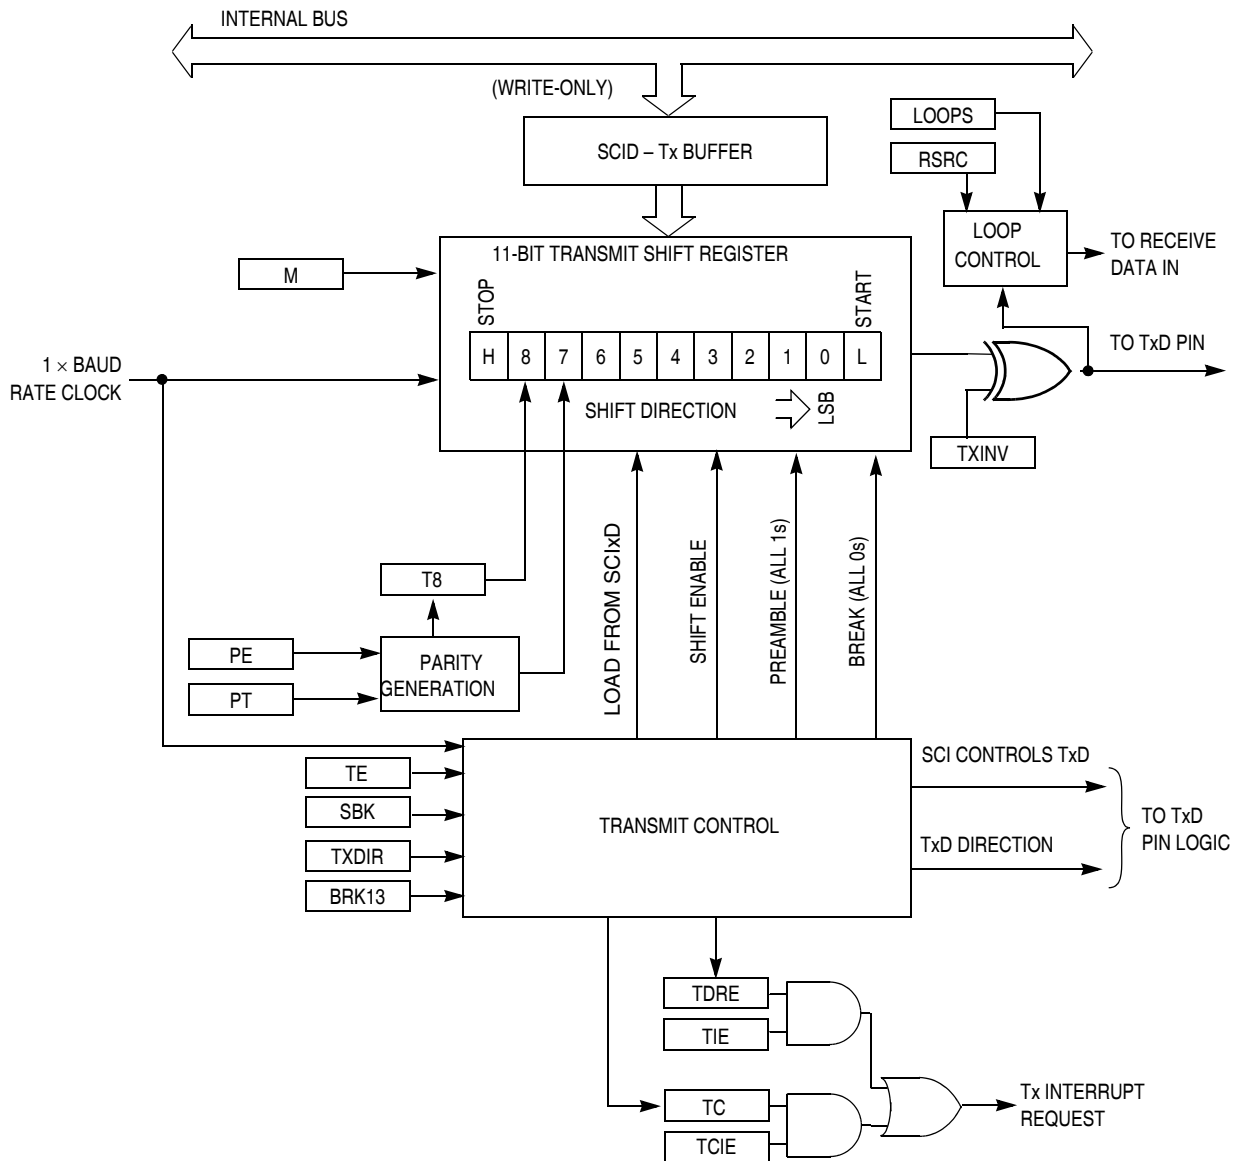 INTERNAL BUS
(WRITE-ONLY)
SCID – Tx BUFFER
LOOPS
RSRC
LOOP
CONTROL
TO RECEIVE
DATA IN
11-BIT TRANSMIT SHIFT REGISTER
M
STOP
START
H 8 7 6 5 4 3 2 1 0 L
1 × BAUD
RATE CLOCK
SHIFT DIRECTION
LSB
TO TxD PIN
TXINV
LOAD FROM SCIxD
SHIFT ENABLE
PREAMBLE (ALL 1s)
BREAK (ALL 0s)
T8
PE
PT
PARITY
GENERATION
TE
SBK
TXDIR
BRK13
TRANSMIT CONTROL
SCI CONTROLS TxD
TxD DIRECTION
TO TxD
PIN LOGIC
TDRE
TIE
TC
TCIE
Tx INTERRUPT
REQUEST